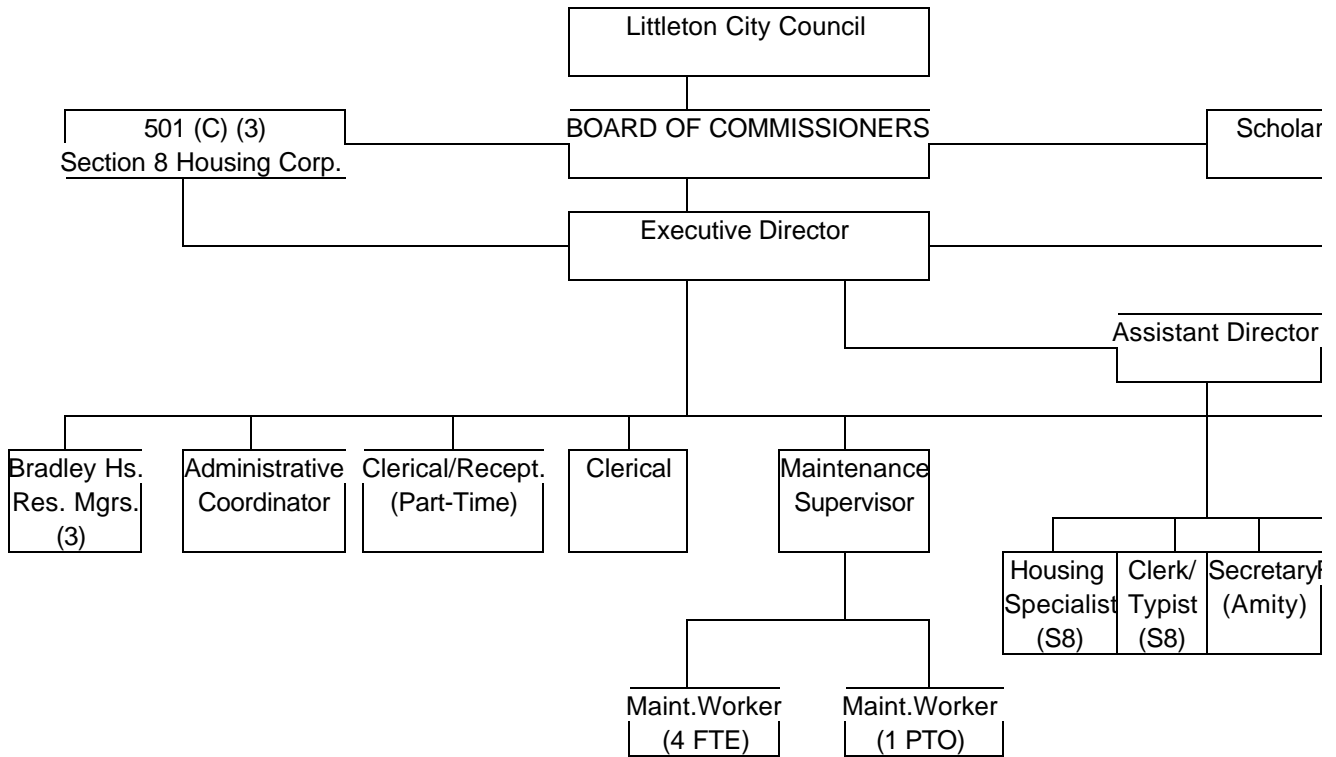 Littleton City Council
501 (C) (3)
Section 8 Housing Corp.
BOARD OF COMMISSIONERS
Executive Director
Assistant Director
Bradley Hs.
Res. Mgrs.
(3)
Administrative
Coordinator
Clerical/Recept.
(Part-Time)
Clerical
Maintenance
Supervisor
Housing
Specialist
(S8)
Clerk/
Typist
(S8)
Secretary
(Amity)
Maint.Worker
(4 FTE)
Maint.Worker
(1 PTO)